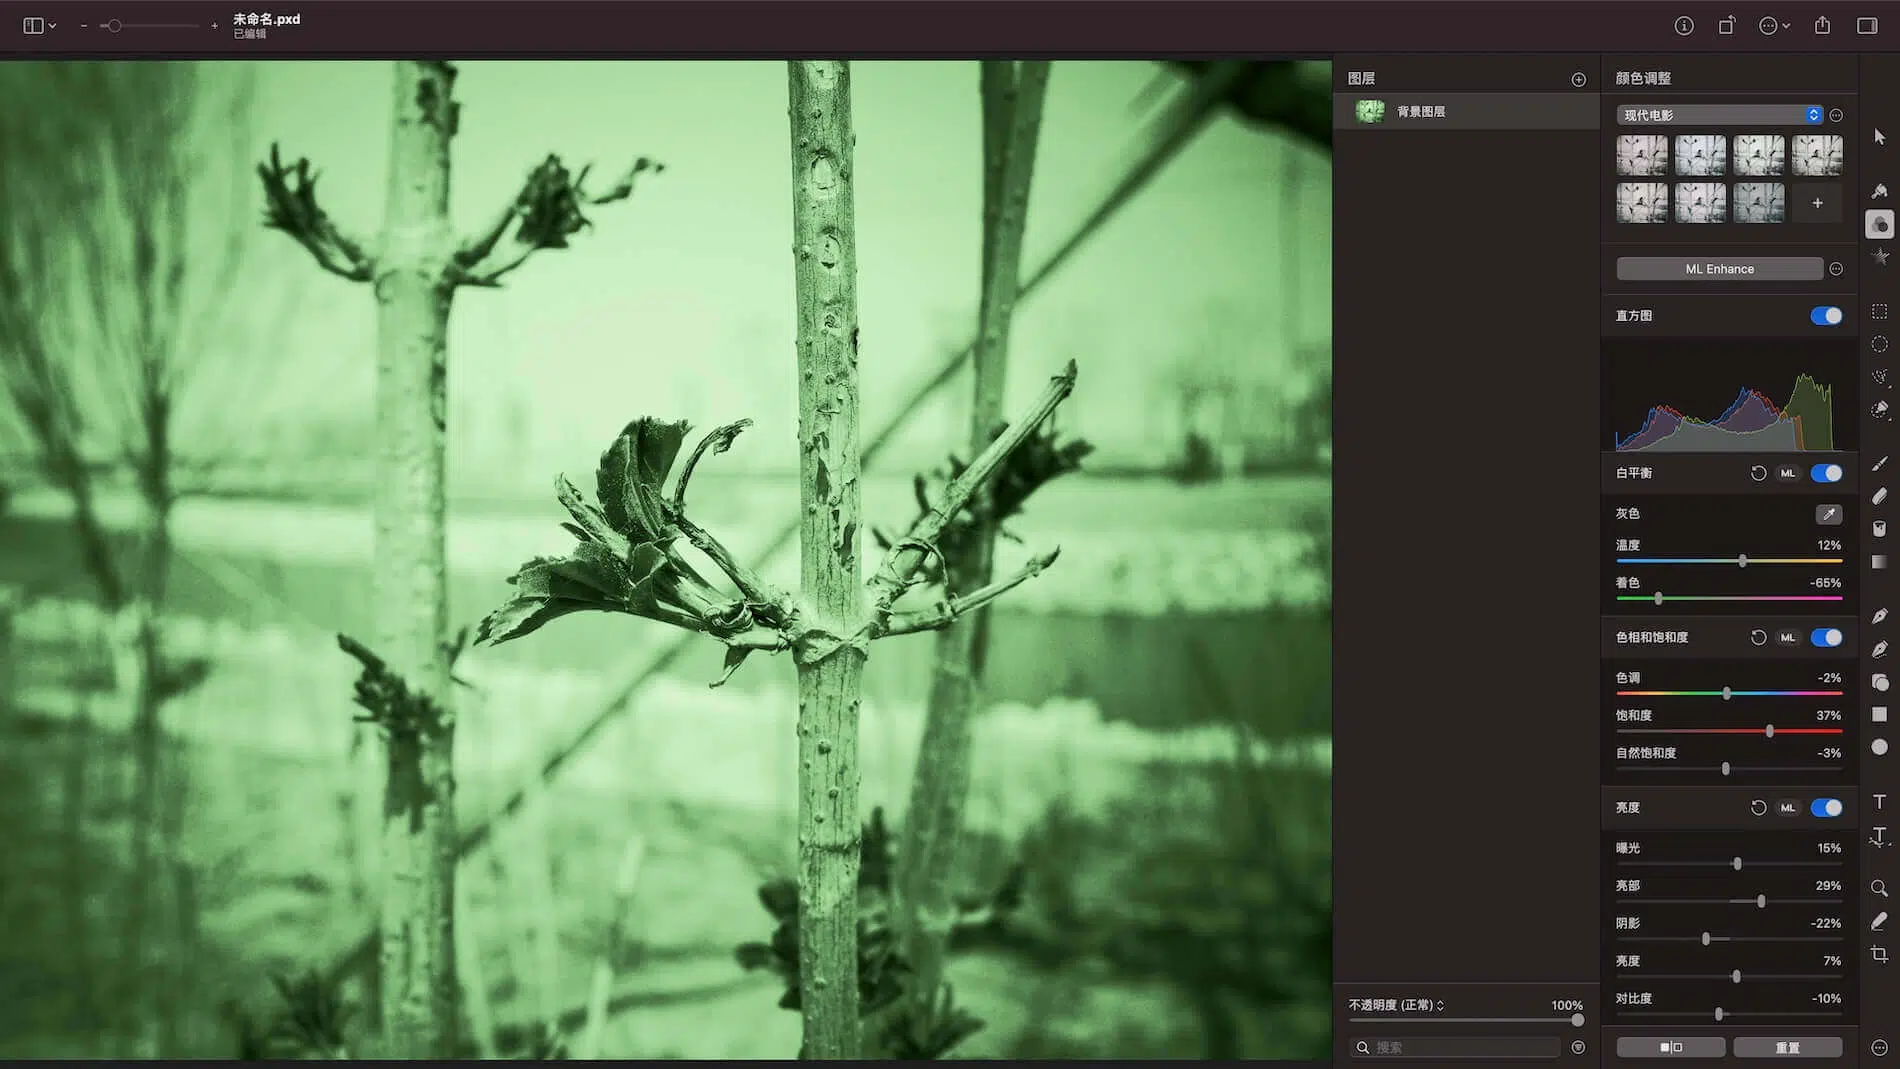 未命名.pxd
已编辑
图层
背景图层
不透明度 (正常)
100%
搜索
颜色调整
现代电影
ML Enhance
直方图
白平衡
ML
灰色
温度
12%
着色
-65%
色相和饱和度
ML
色调
-2%
饱和度
37%
自然饱和度
-3%
亮度
ML
曝光
15%
亮部
29%
阴影
-22%
亮度
7%
对比度
-10%
重置